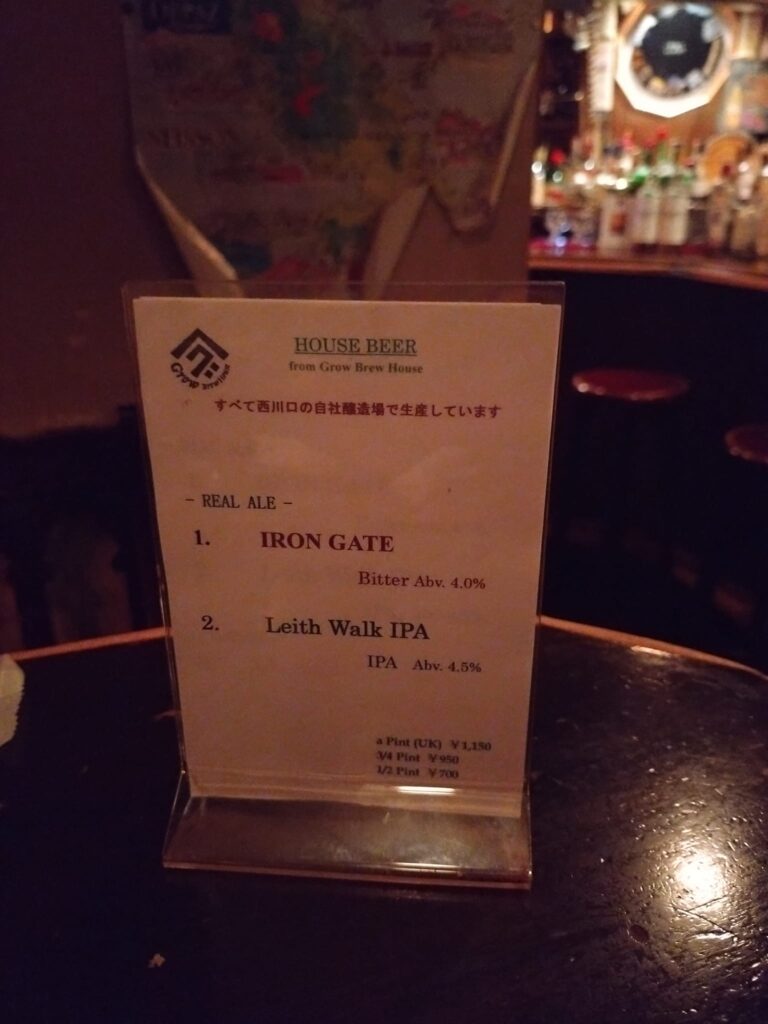 HOUSE BEER
from Grow Brew House
Grow
すべて西川口の自社醸造場で生産しています
- REAL ALE -
1. IRON GATE
Bitter Abv. 4.0%
2. Leith Walk IPA
IPA Abv. 4.5%
a Pint (UK) ￥1,150
3/4 Pint ￥950
1/2 Pint ￥700